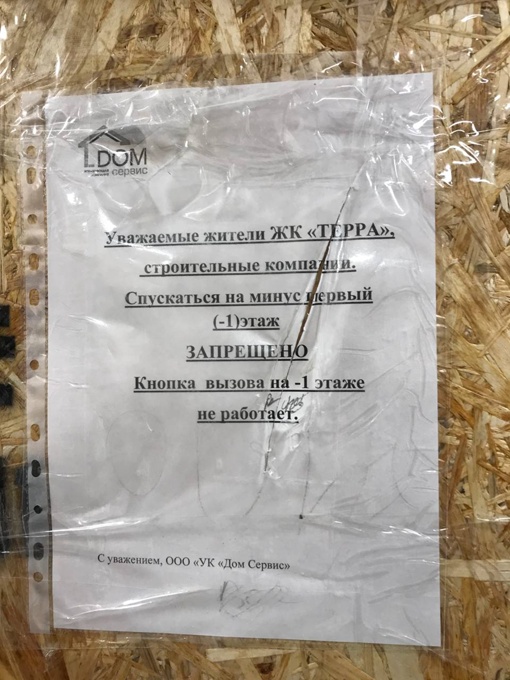 DOM
сервис
Уважаемые жители ЖК «ТЕРРА».
строительные компании.
Спускаться на минус первый
(-1)этаж
ЗАПРЕЩЕНО
Кнопка вызова на -1 этаже
не работает.
С уважением, ООО «УК «Дом Сервис»